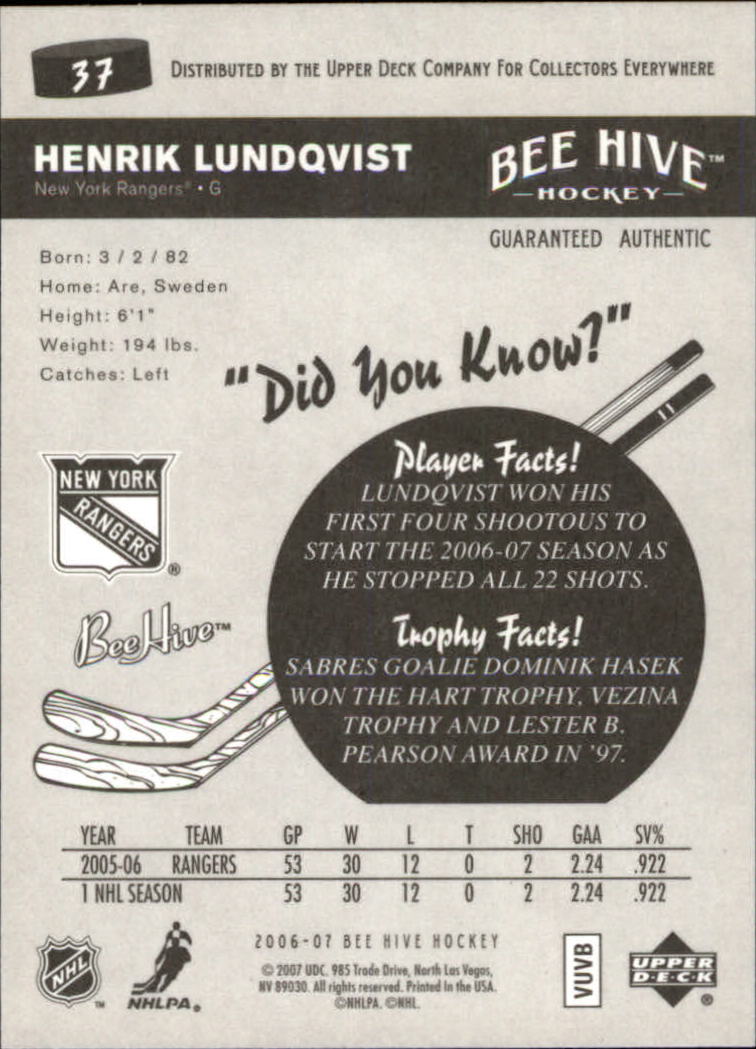 37
DISTRIBUTED BY THE UPPER DECK COMPANY FOR COLLECTORS EVERYWHERE
HENRIK LUNDQVIST
New York Rangers® • G
BEE HIVE™
HOCKEY
GUARANTEED AUTHENTIC
Born: 3 / 2 / 82
Home: Are, Sweden
Height: 6'1"
Weight: 194 lbs.
Catches: Left
"Did You Know?"
Player Facts!
LUNDQVIST WON HIS
FIRST FOUR SHOOTOUS TO
START THE 2006-07 SEASON AS
HE STOPPED ALL 22 SHOTS.
NEW YORK
RANGERS
®
BeeHive™
Trophy Facts!
SABRES GOALIE DOMINIK HASEK
WON THE HART TROPHY, VEZINA
TROPHY AND LESTER B.
PEARSON AWARD IN '97.
YEAR TEAM GP W L T SHO GAA SV%
2005-06 RANGERS 53 30 12 0 2 2.24 .922
1 NHL SEASON 53 30 12 0 2 2.24 .922
2006-07 BEE HIVE HOCKEY
© 2007 UDC. 985 Trade Drive, North Las Vegas,
NV 89030. All rights reserved. Printed in the USA.
©NHLPA. ©NHL.
NHL™
NHLPA®
VUVB
UPPER
D·E·C·K
®